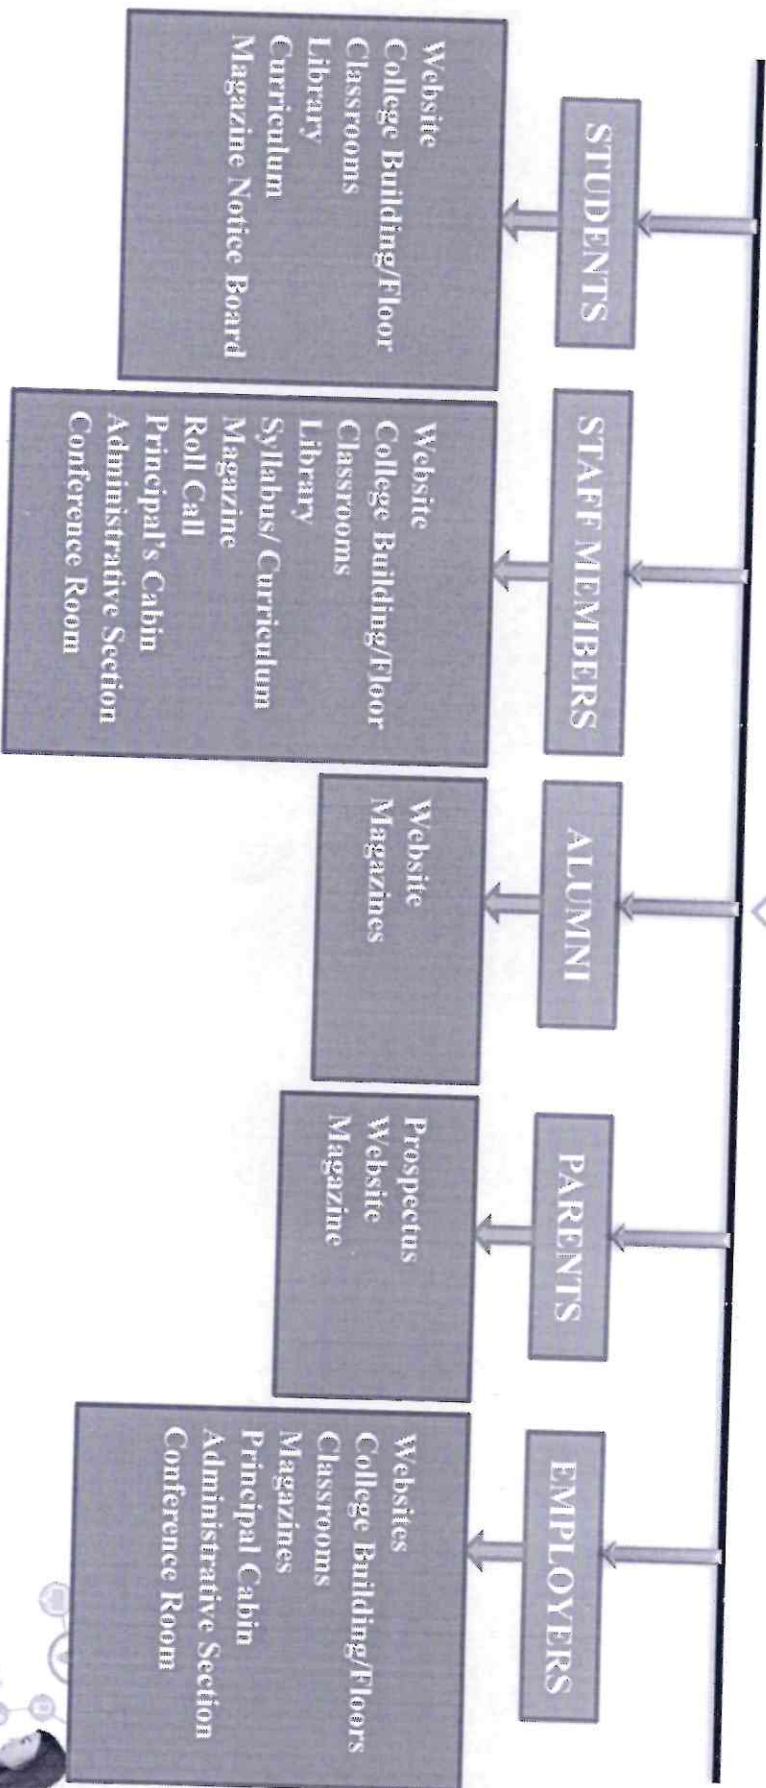 STUDENTS
Website
College Building/Floor
Classrooms
Library
Curriculum
Magazine Notice Board
STAFF MEMBERS
Website
College Building/Floor
Classrooms
Library
Syllabus/ Curriculum
Magazine
Roll Call
Principal's Cabin
Administrative Section
Conference Room
ALUMNI
Website
Magazines
PARENTS
Prospectus
Website
Magazine
EMPLOYERS
Websites
College Building/Floors
Classrooms
Magazines
Principal Cabin
Administrative Section
Conference Room